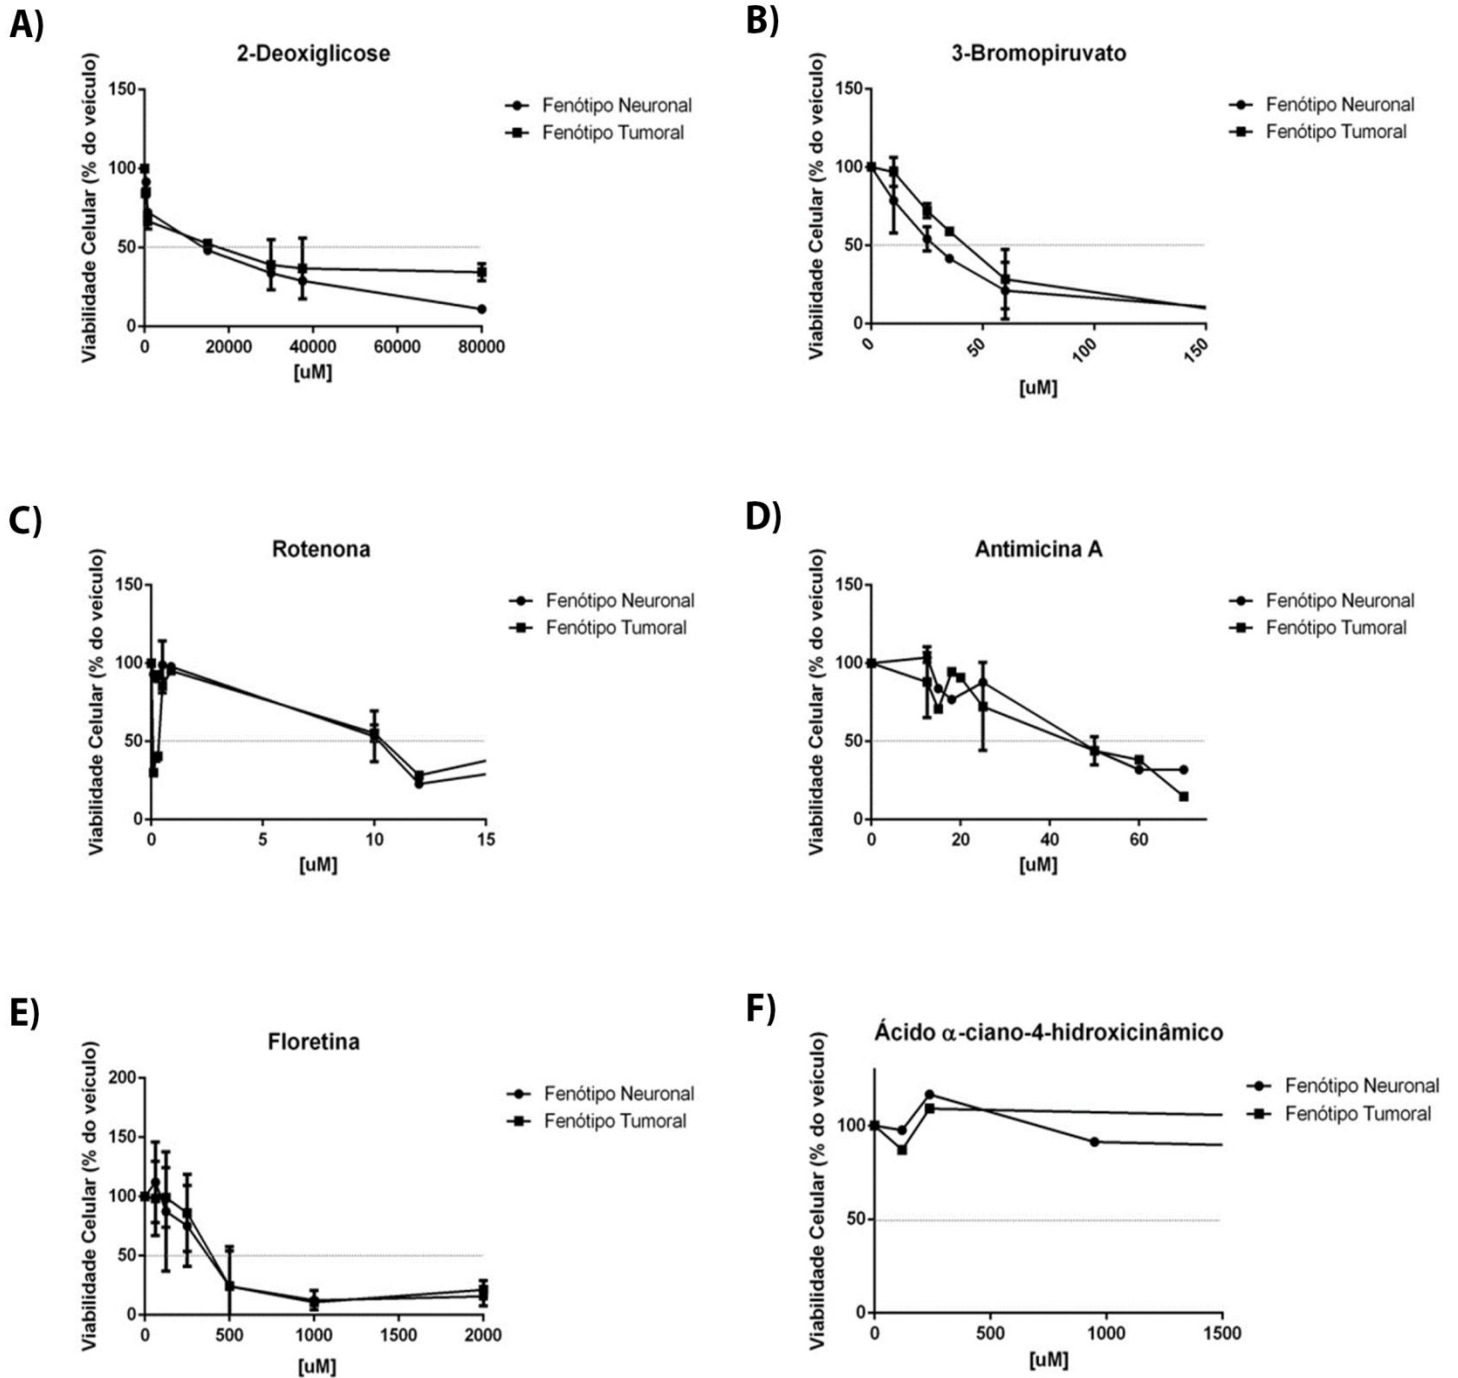 A)
2-Deoxiglicose
Viabilidade Celular (% do veículo)
150
100
50
0
0 20000 40000 60000 80000
[uM]
Fenótipo Neuronal
Fenótipo Tumoral
B)
3-Bromopiruvato
Viabilidade Celular (% do veículo)
150
100
50
0
0 50 100 150
[uM]
Fenótipo Neuronal
Fenótipo Tumoral
C)
Rotenona
Viabilidade Celular (% do veículo)
150
100
50
0
0 5 10 15
[uM]
Fenótipo Neuronal
Fenótipo Tumoral
D)
Antimicina A
Viabilidade Celular (% do veículo)
150
100
50
0
0 20 40 60
[uM]
Fenótipo Neuronal
Fenótipo Tumoral
E)
Floretina
Viabilidade Celular (% do veículo)
200
150
100
50
0
0 500 1000 1500 2000
[uM]
Fenótipo Neuronal
Fenótipo Tumoral
F)
Ácido α-ciano-4-hidroxicinâmico
Viabilidade Celular (% do veículo)
100
50
0
0 500 1000 1500
[uM]
Fenótipo Neuronal
Fenótipo Tumoral